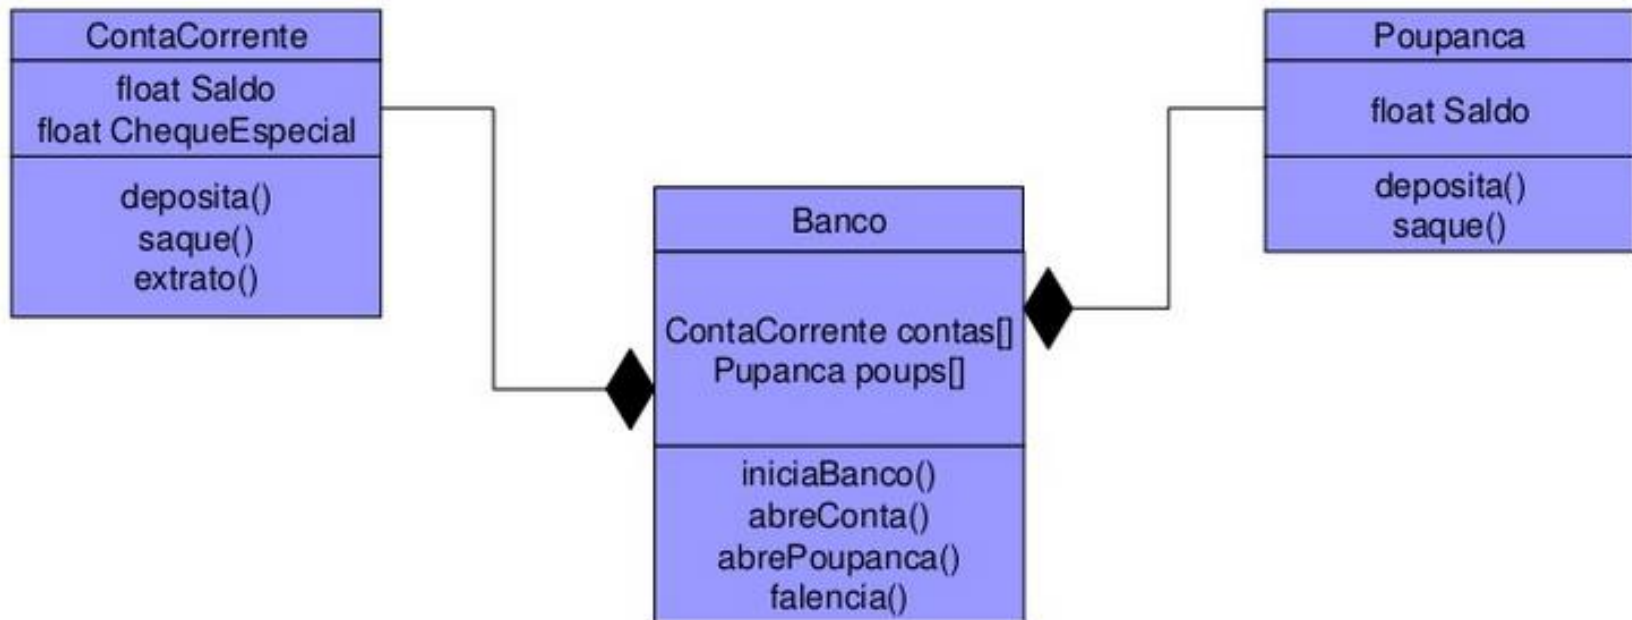 ContaCorrente
float Saldo
float ChequeEspecial
deposita()
saque()
extrato()
Banco
ContaCorrente contas[]
Pupanca poups[]
iniciaBanco()
abreConta()
abrePoupanca()
falencia()
Poupanca
float Saldo
deposita()
saque()